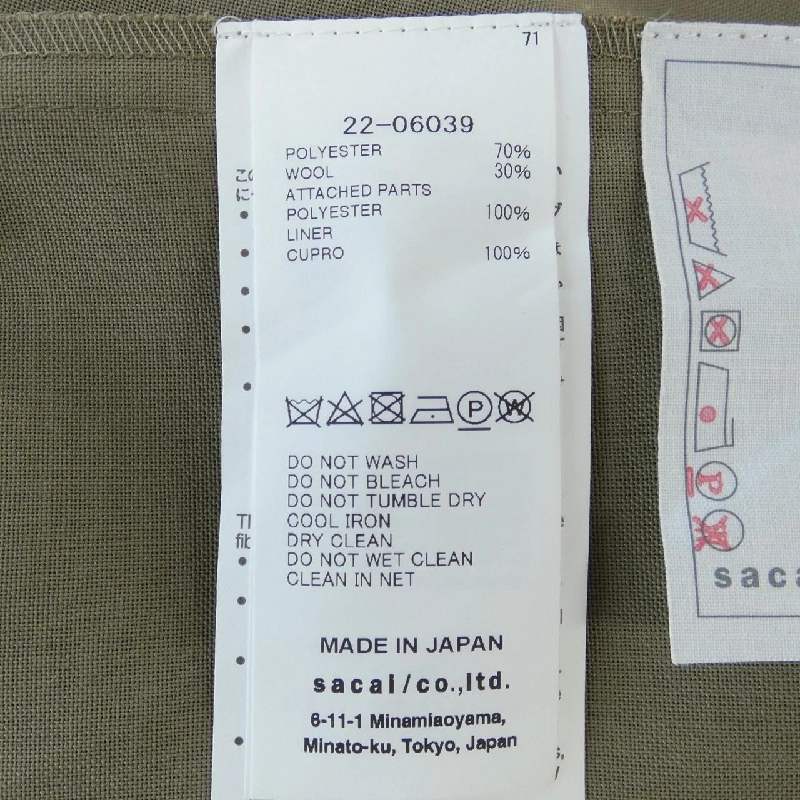 71
22-06039
POLYESTER 70%
WOOL 30%
ATTACHED PARTS
POLYESTER 100%
LINER
CUPRO 100%
P W
DO NOT WASH
DO NOT BLEACH
DO NOT TUMBLE DRY
COOL IRON
DRY CLEAN
DO NOT WET CLEAN
CLEAN IN NET
MADE IN JAPAN
sacai/co.,ltd.
6-11-1 Minamiaoyama,
Minato-ku, Tokyo, Japan
P
saca